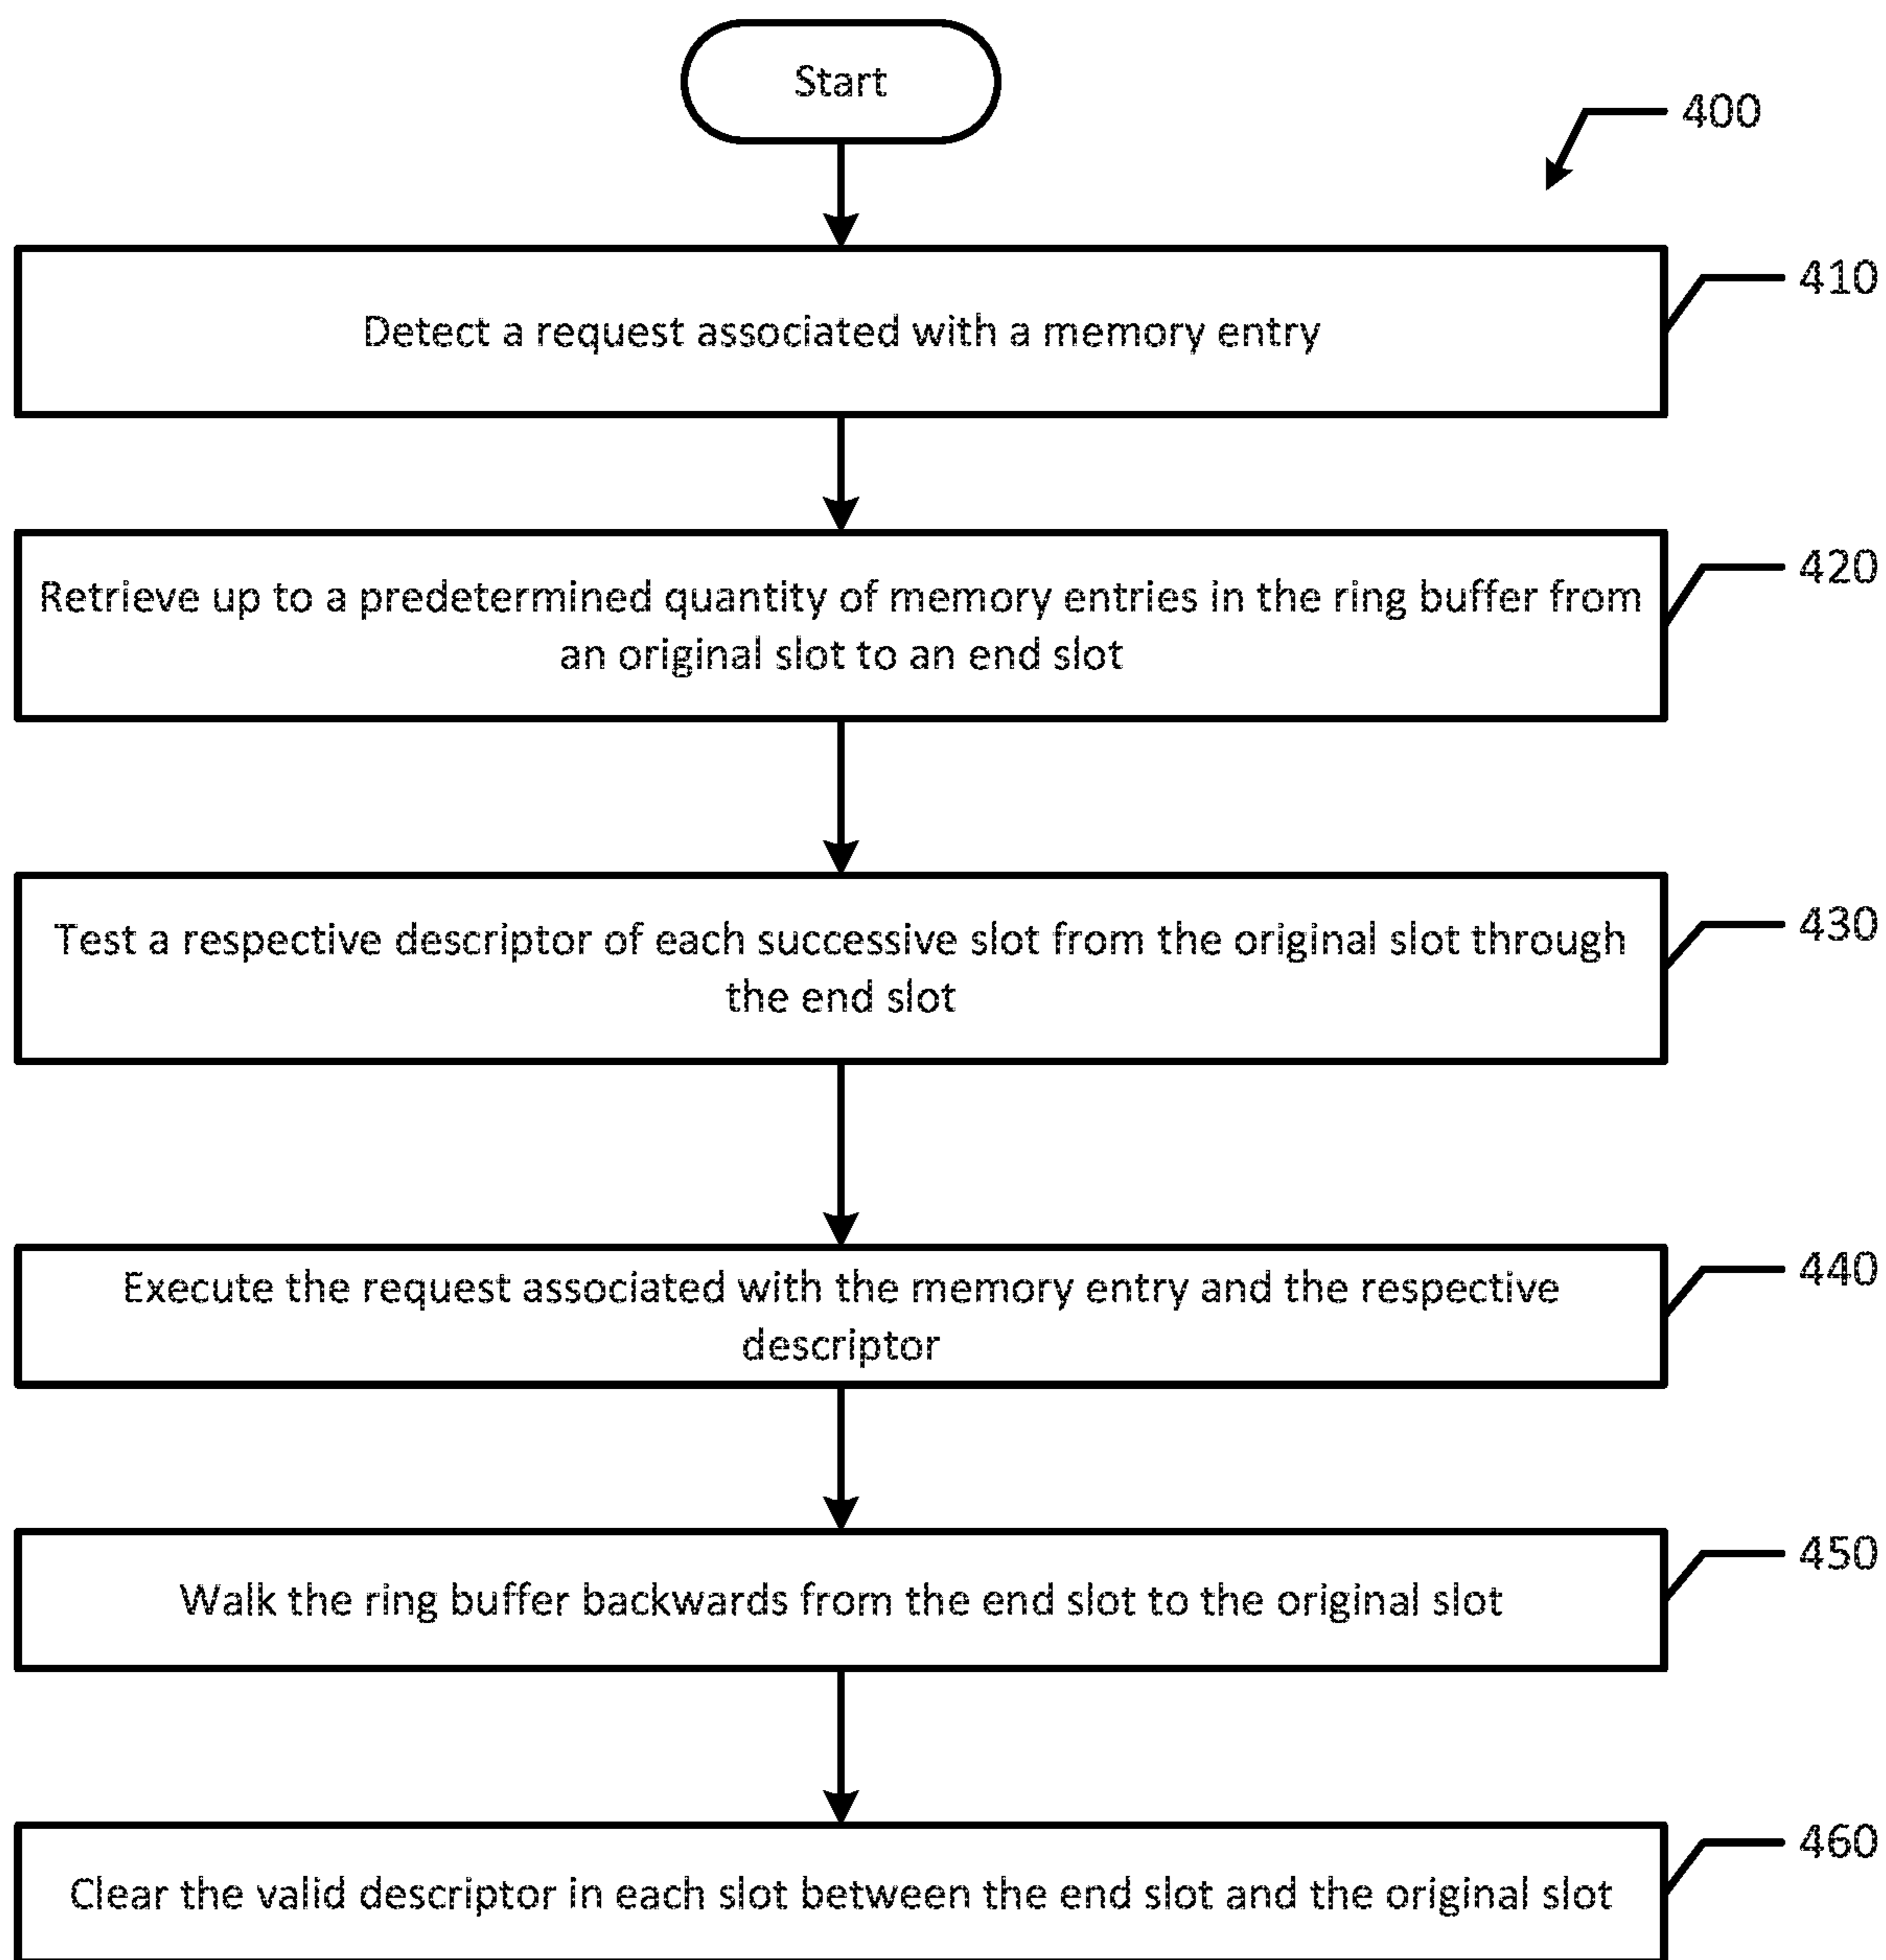 Start
400
Detect a request associated with a memory entry
410
Retrieve up to a predetermined quantity of memory entries in the ring buffer from
an original slot to an end slot
420
Test a respective descriptor of each successive slot from the original slot through
the end slot
430
Execute the request associated with the memory entry and the respective
descriptor
440
Walk the ring buffer backwards from the end slot to the original slot
450
Clear the valid descriptor in each slot between the end slot and the original slot
460